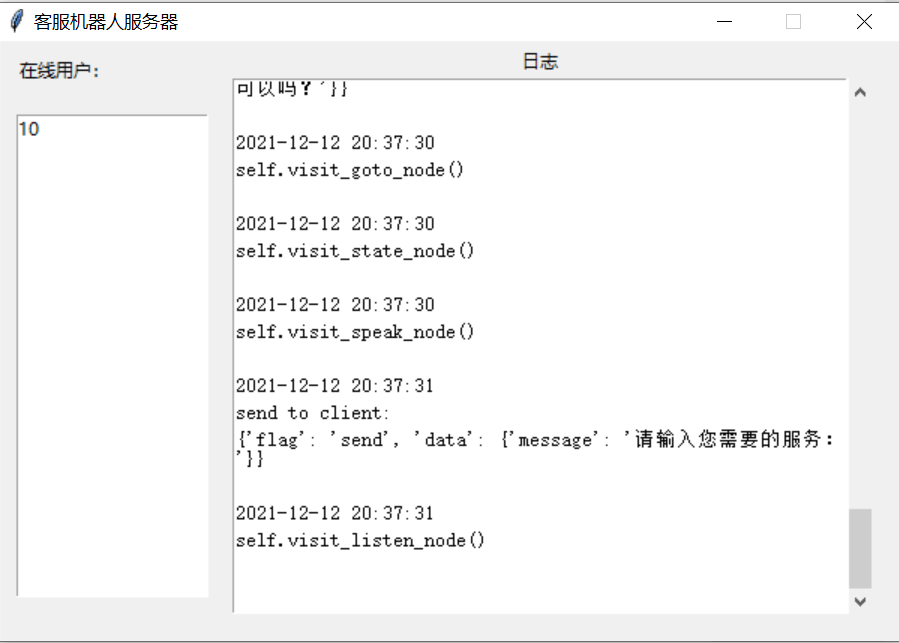 客服机器人服务器
在线用户:
日志
10
可以吗？'}}
2021-12-12 20:37:30
self.visit_goto_node()
2021-12-12 20:37:30
self.visit_state_node()
2021-12-12 20:37:30
self.visit_speak_node()
2021-12-12 20:37:31
send to client:
{'flag': 'send', 'data': {'message': '请输入您需要的服务：
'}}
2021-12-12 20:37:31
self.visit_listen_node()